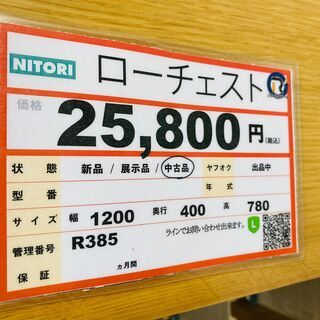 NITORI ローチェスト
価格
25,800円(税込)
状態 新品 / 展示品 / 中古品 ヤフオク 出品中
型番 年式
サイズ 幅 1200 奥行 400 高 780
管理番号 R385 ラインでお問い合わせ出来ます。
保証 ヵ月間